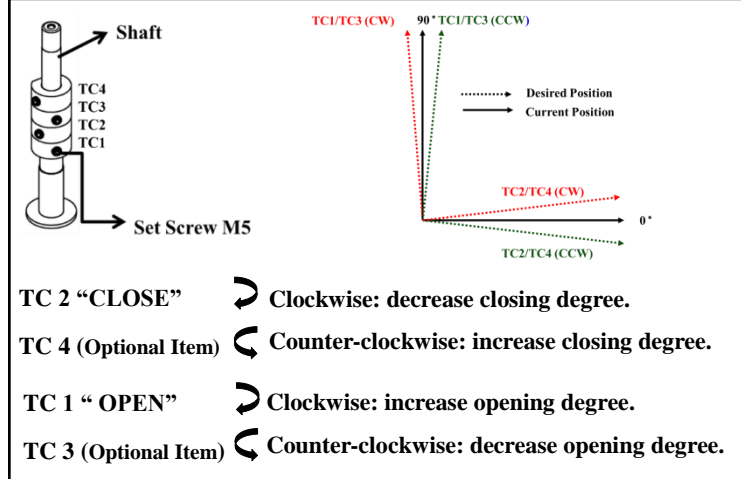 Shaft
TC4
TC3
TC2
TC1
Set Screw M5
TC1/TC3 (CW)
90° TC1/TC3 (CCW)
Desired Position
Current Position
TC2/TC4 (CW)
0°
TC2/TC4 (CCW)
TC 2 “CLOSE” Clockwise: decrease closing degree.
TC 4 (Optional Item) Counter-clockwise: increase closing degree.
TC 1 “ OPEN” Clockwise: increase opening degree.
TC 3 (Optional Item) Counter-clockwise: decrease opening degree.